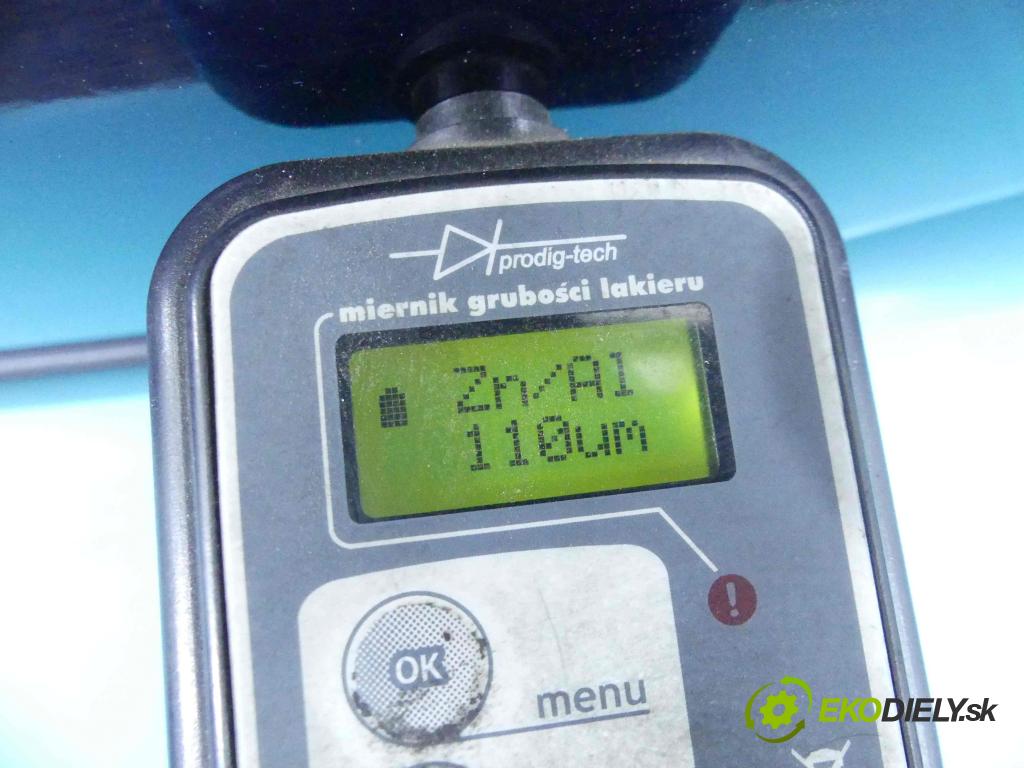 prodig-tech
miernik grubości lakieru
Zn/Al
110um
!
OK
menu
EKODIELY.sk